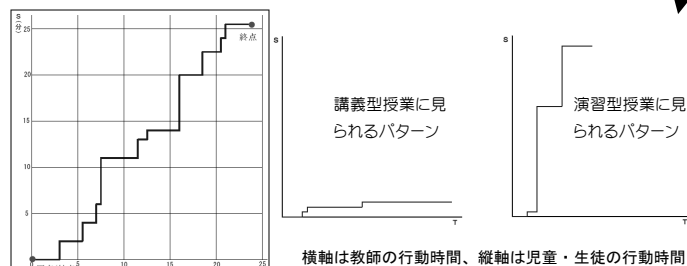 S(分)
25
20
15
10
5
0
5
10
15
20
25
終点
S
T
講義型授業に見
られるパターン
S
T
演習型授業に見
られるパターン
横軸は教師の行動時間、縦軸は児童・生徒の行動時間